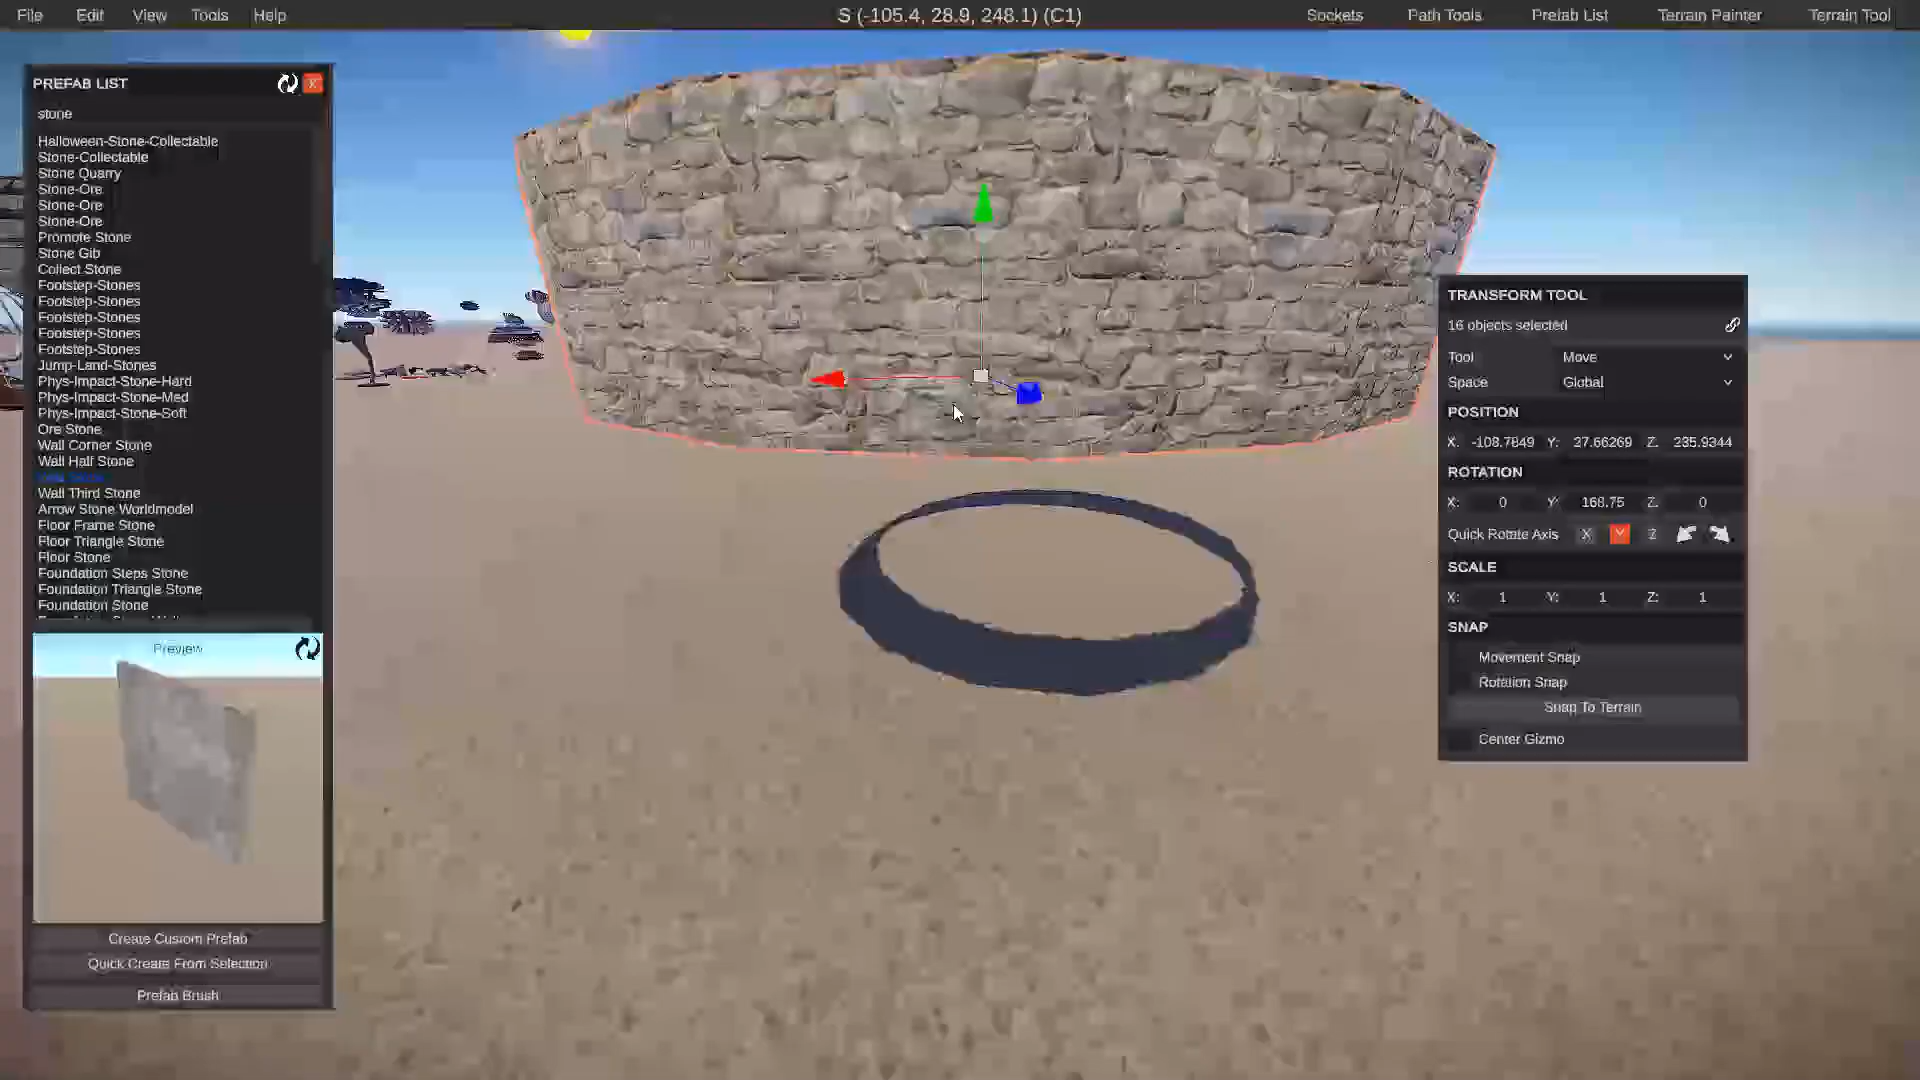 File Edit View Tools Help S (-105.4, 28.9, 248.1) (C1) Sockets Path Tools Prefab List Terrain Painter Terrain Tool
PREFAB LIST X
stone
Halloween-Stone-Collectable
Stone-Collectable
Stone Quarry
Stone-Ore
Stone-Ore
Stone-Ore
Promote Stone
Stone Gib
Collect Stone
Footstep-Stones
Footstep-Stones
Footstep-Stones
Footstep-Stones
Footstep-Stones
Jump-Land-Stones
Phys-Impact-Stone-Hard
Phys-Impact-Stone-Med
Phys-Impact-Stone-Soft
Ore Stone
Wall Corner Stone
Wall Half Stone
Wall Third Stone
Arrow Stone Worldmodel
Floor Frame Stone
Floor Triangle Stone
Floor Stone
Foundation Steps Stone
Foundation Triangle Stone
Foundation Stone
Preview
Create Custom Prefab
Quick Create From Selection
Prefab Brush
TRANSFORM TOOL
16 objects selected
Tool Move
Space Global
POSITION
X: -108.7849 Y: 27.66269 Z: 235.9344
ROTATION
X: 0 Y: 168.75 Z: 0
Quick Rotate Axis X Y Z
SCALE
X: 1 Y: 1 Z: 1
SNAP
Movement Snap
Rotation Snap
Snap To Terrain
Center Gizmo